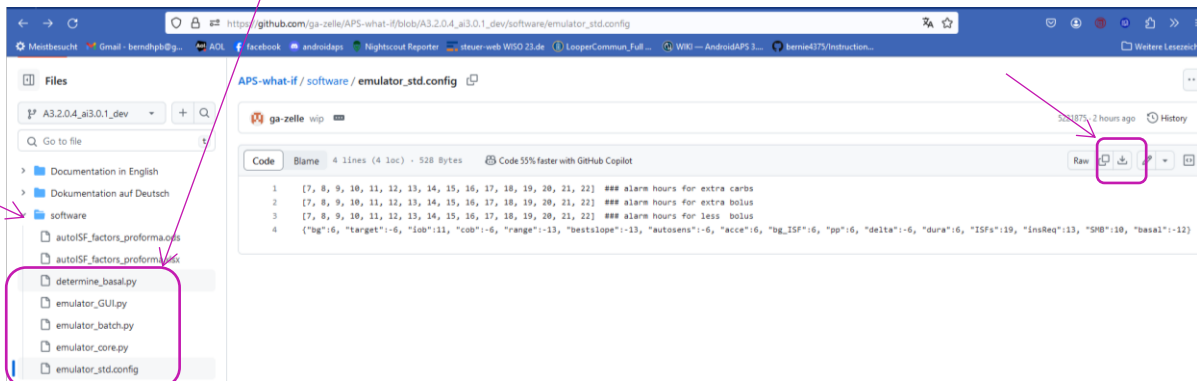 https://github.com/ga-zelle/APS-what-if/blob/A3.2.0.4_ai3.0.1_dev/software/emulator_std.config
Meistbesucht Gmail - berndhpb@g... AOL facebook androidaps Nightscout Reporter steuer-web WISO 23.de LooperCommun_Full ... WIKI — AndroidAPS 3.... bernie4375/Instruction... Weitere Lesezeich
Files
APS-what-if / software / emulator_std.config
A3.2.0.4_ai3.0.1_dev
ga-zelle wip
5221875 · 2 hours ago History
Go to file t
Code Blame 4 lines (4 loc) · 528 Bytes Code 55% faster with GitHub Copilot Raw
Documentation in English
Dokumentation auf Deutsch
software
autoISF_factors_proforma.ods
autoISF_factors_proforma.xlsx
determine_basal.py
emulator_GUI.py
emulator_batch.py
emulator_core.py
emulator_std.config
1 [7, 8, 9, 10, 11, 12, 13, 14, 15, 16, 17, 18, 19, 20, 21, 22] ### alarm hours for extra carbs
2 [7, 8, 9, 10, 11, 12, 13, 14, 15, 16, 17, 18, 19, 20, 21, 22] ### alarm hours for extra bolus
3 [7, 8, 9, 10, 11, 12, 13, 14, 15, 16, 17, 18, 19, 20, 21, 22] ### alarm hours for less bolus
4 {"bg":6, "target":-6, "iob":11, "cob":-6, "range":-13, "bestslope":-13, "autosens":-6, "acce":6, "bg_ISF":6, "pp":6, "delta":-6, "dura":6, "ISFs":19, "insReq":13, "SMB":10, "basal":-12}